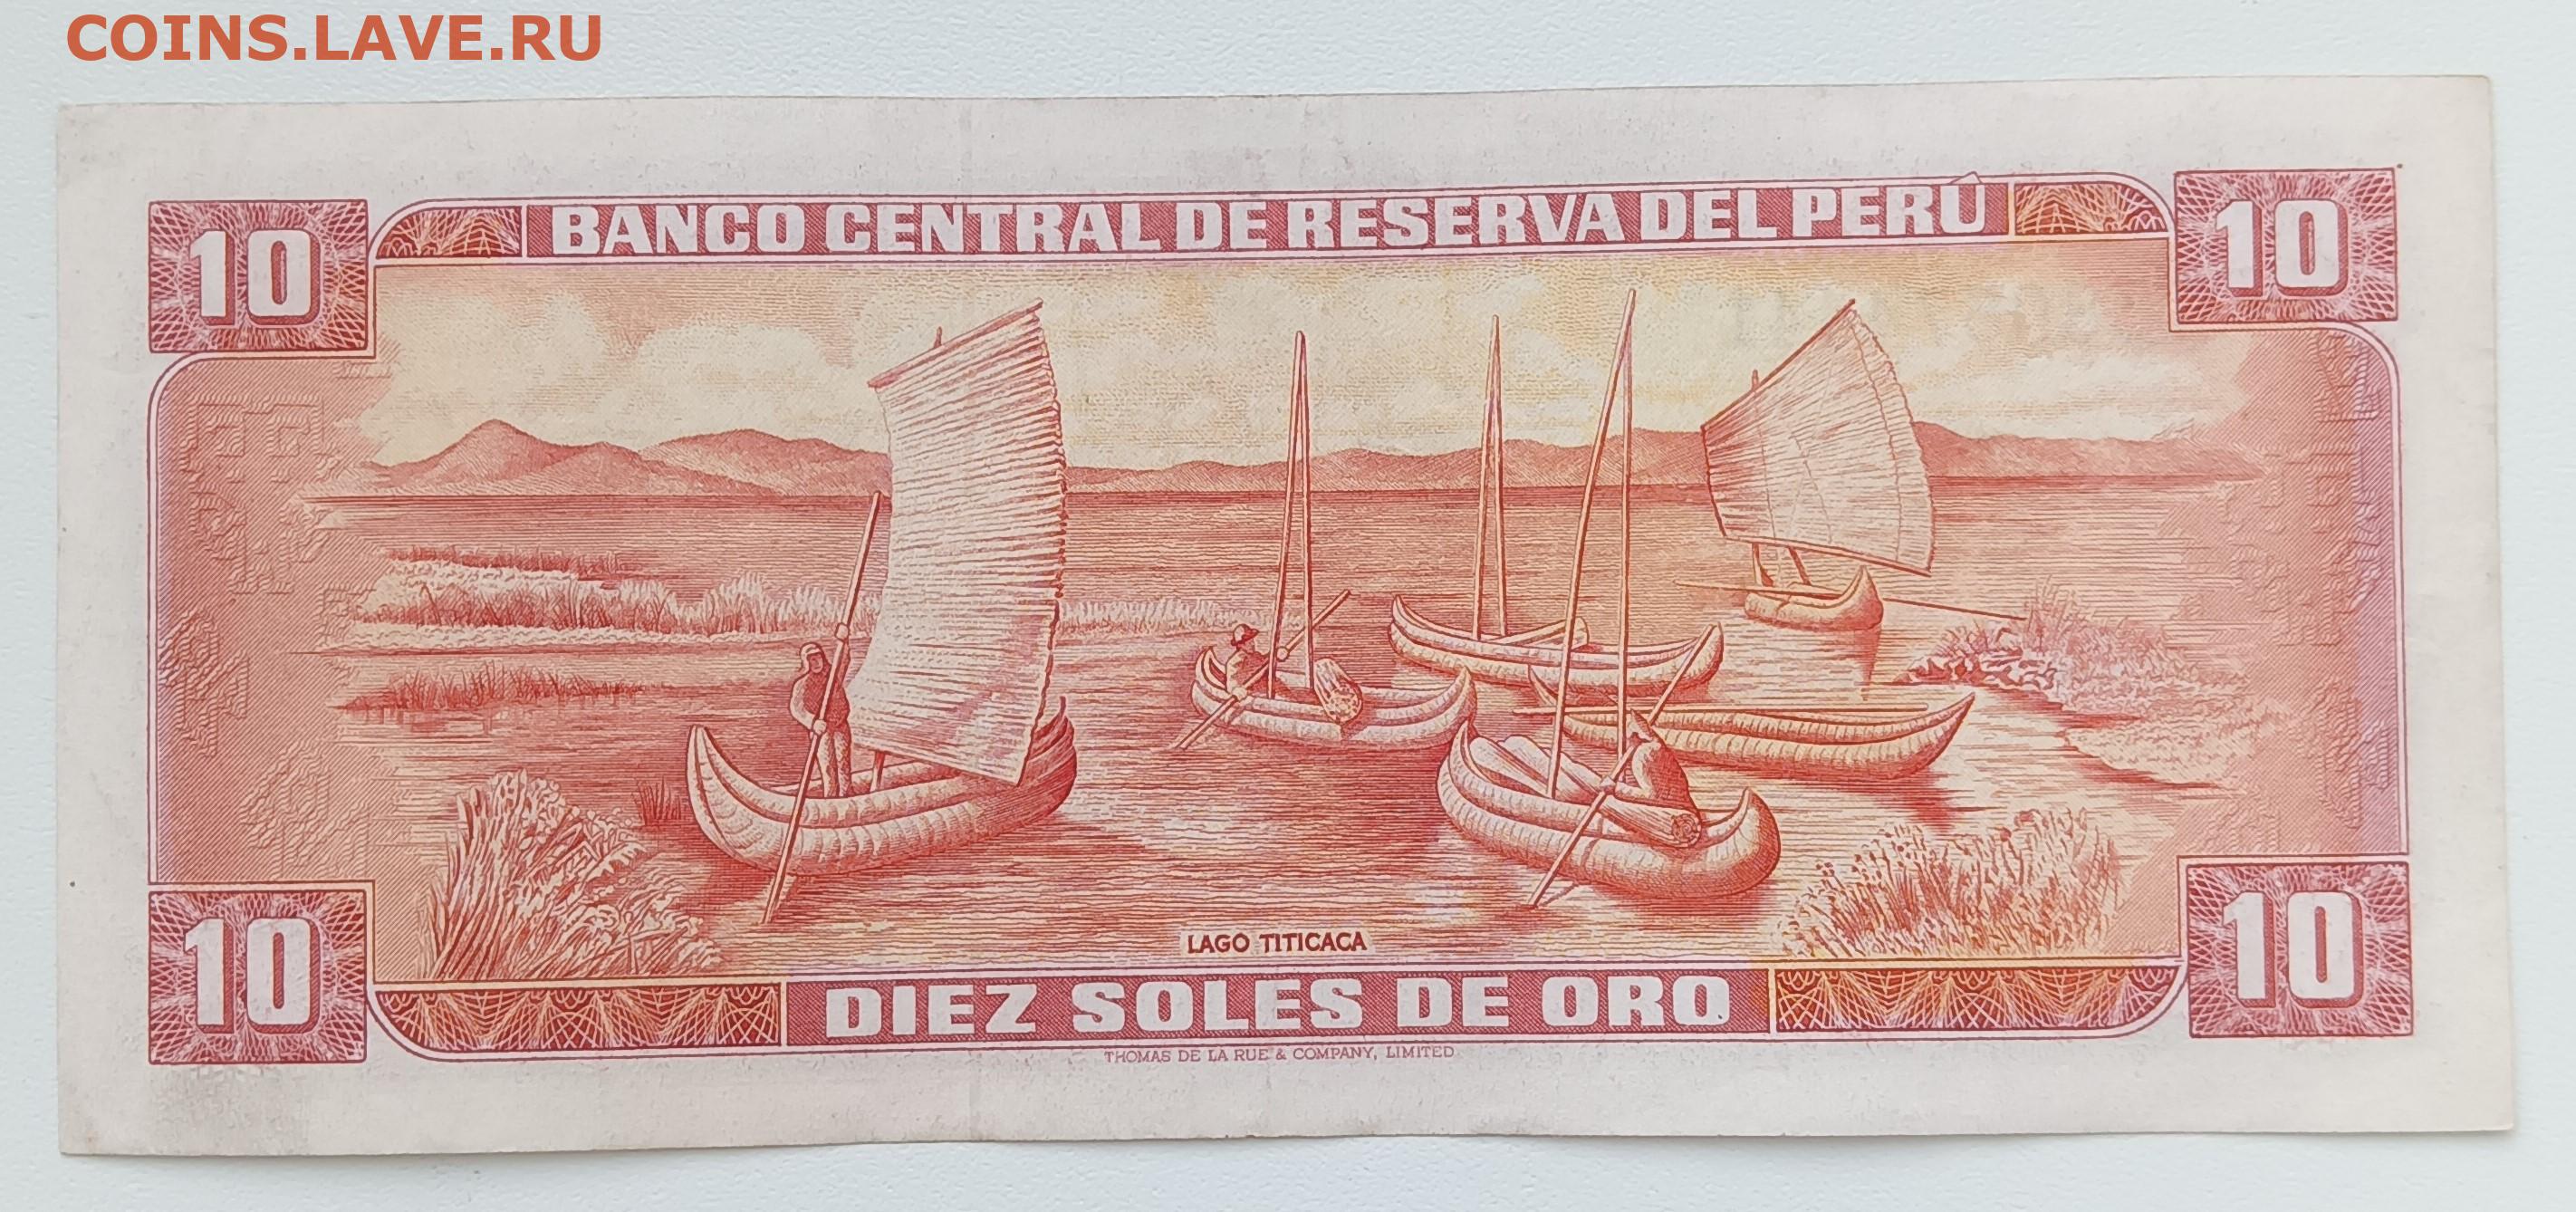 COINS.LAVE.RU
10 BANCO CENTRAL DE RESERVA DEL PERÚ 10
LAGO TITICACA
10 DIEZ SOLES DE ORO 10
THOMAS DE LA RUE & COMPANY, LIMITED